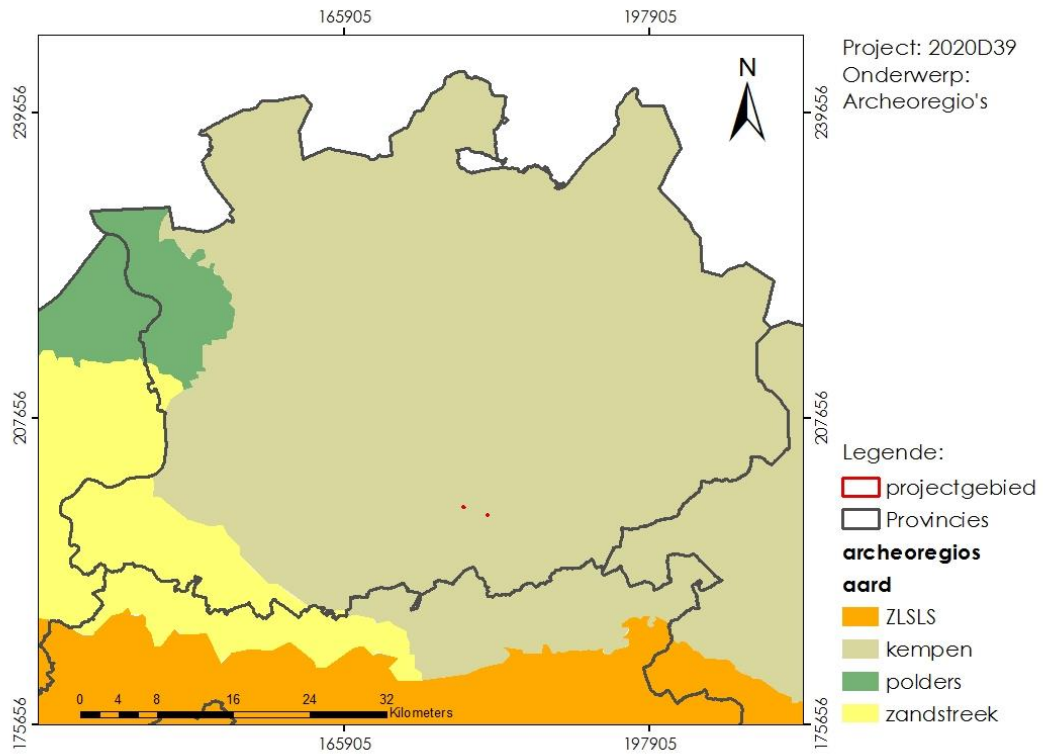 165905 197905
Project: 2020D39
Onderwerp:
Archeoregio's
N
239656 239656
207656 207656
Legende:
projectgebied
Provincies
archeoregios
aard
ZLSLS
kempen
polders
zandstreek
0 4 8 16 24 32
Kilometers
175656 175656
165905 197905